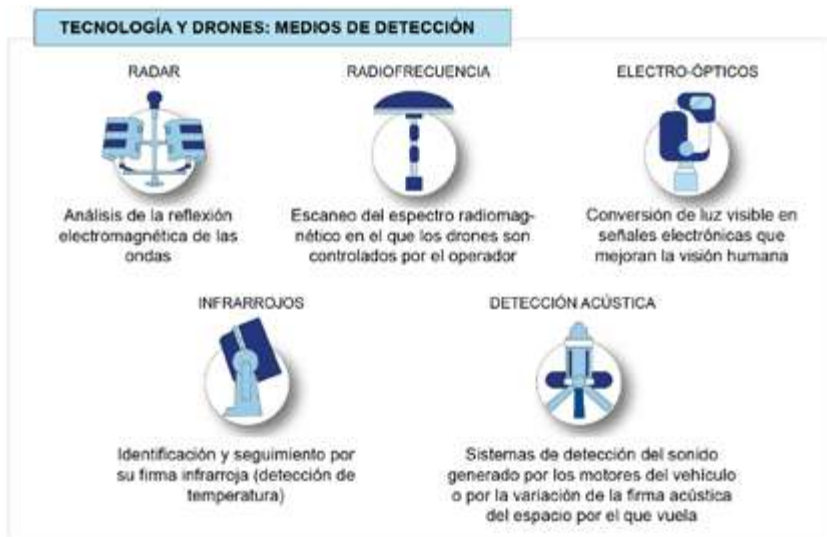 TECNOLOGÍA Y DRONES: MEDIOS DE DETECCIÓN
RADAR
Análisis de la reflexión
electromagnética de las
ondas
RADIOFRECUENCIA
Escaneo del espectro radiomag-
nético en el que los drones son
controlados por el operador
ELECTRO-ÓPTICOS
Conversión de luz visible en
señales electrónicas que
mejoran la visión humana
INFRARROJOS
Identificación y seguimiento por
su firma infrarroja (detección de
temperatura)
DETECCIÓN ACÚSTICA
Sistemas de detección del sonido
generado por los motores del vehículo
o por la variación de la firma acústica
del espacio por el que vuela